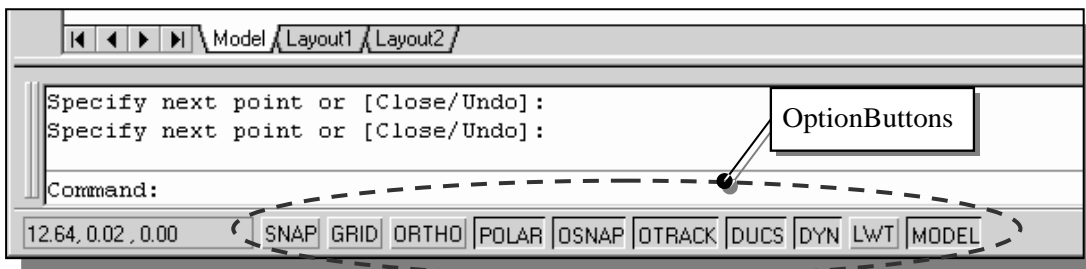 Model Layout1 Layout2
Specify next point or [Close/Undo]:
Specify next point or [Close/Undo]:
OptionButtons
Command:
12.64, 0.02 , 0.00 SNAP GRID ORTHO POLAR OSNAP OTRACK DUCS DYN LWT MODEL